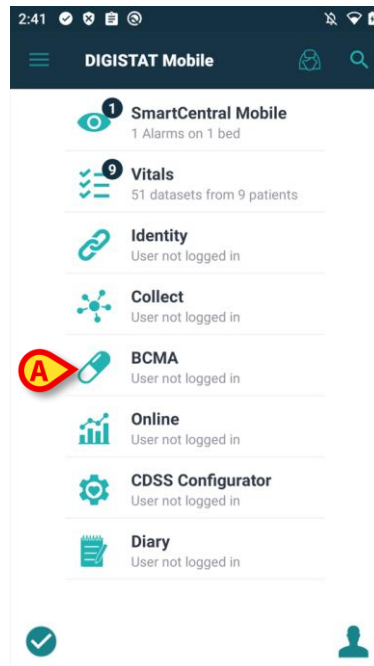 2:41
DIGISTAT Mobile
1
SmartCentral Mobile
1 Alarms on 1 bed
9
Vitals
51 datasets from 9 patients
Identity
User not logged in
Collect
User not logged in
A
BCMA
User not logged in
Online
User not logged in
CDSS Configurator
User not logged in
Diary
User not logged in